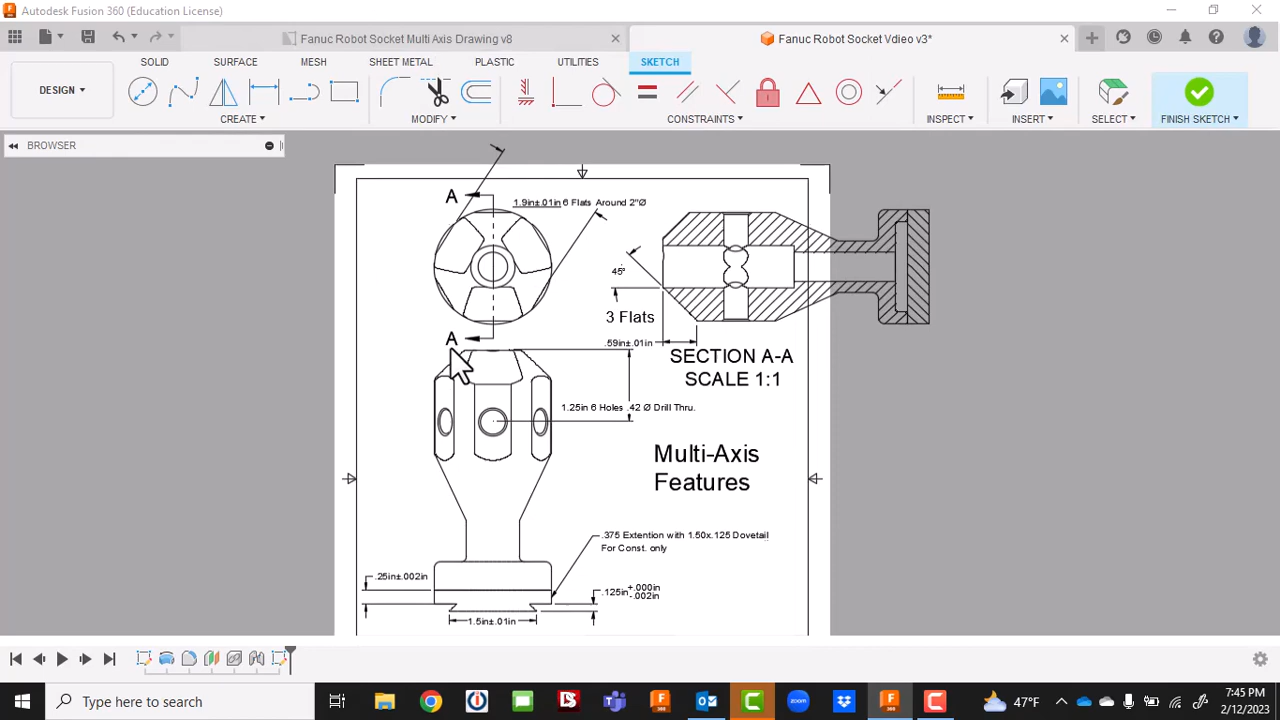 Autodesk Fusion 360 (Education License)
Fanuc Robot Socket Multi Axis Drawing v8
Fanuc Robot Socket Vdieo v3*
SOLID SURFACE MESH SHEET METAL PLASTIC UTILITIES SKETCH
DESIGN
CREATE MODIFY CONSTRAINTS INSPECT INSERT SELECT FINISH SKETCH
BROWSER
A
1.9in±.01in 6 Flats Around 2"Ø
45°
3 Flats
A
.59in±.01in
SECTION A-A
SCALE 1:1
1.25in 6 Holes .42 Ø Drill Thru.
Multi-Axis
Features
.375 Extention with 1.50x.125 Dovetail
For Const. only
.25in±.002in
.125in +.000in
-.002in
1.5in±.01in
Type here to search
47°F
7:45 PM
2/12/2023